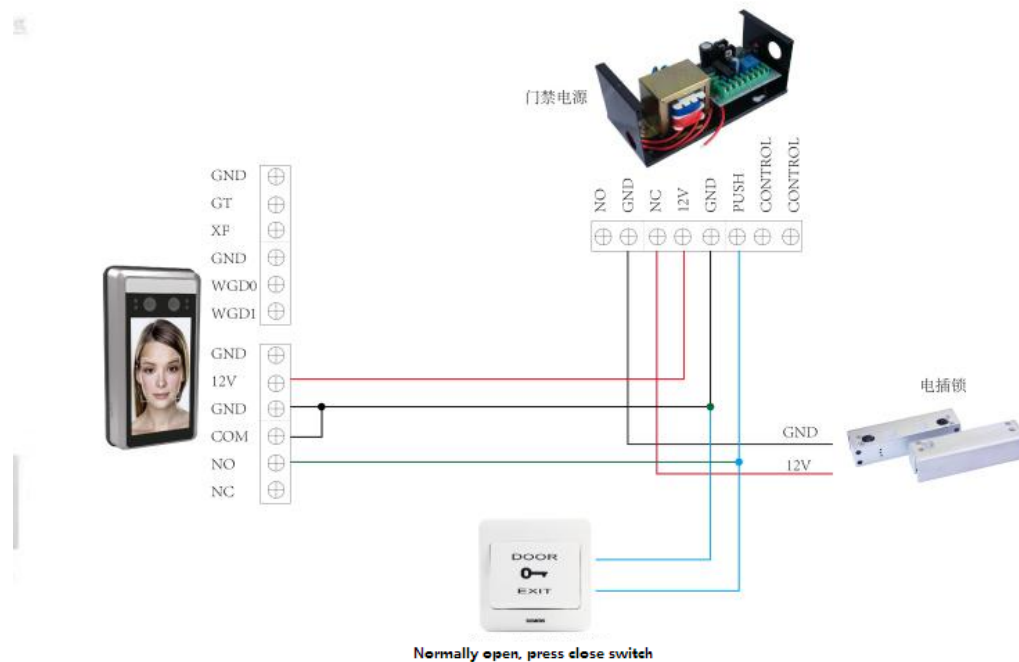 门禁电源
NO
GND
NC
12V
GND
PUSH
CONTROL
CONTROL
GND
GT
XF
GND
WGD0
WGD1
GND
12V
GND
COM
NO
NC
电插锁
GND
12V
DOOR
EXIT
Normally open, press close switch